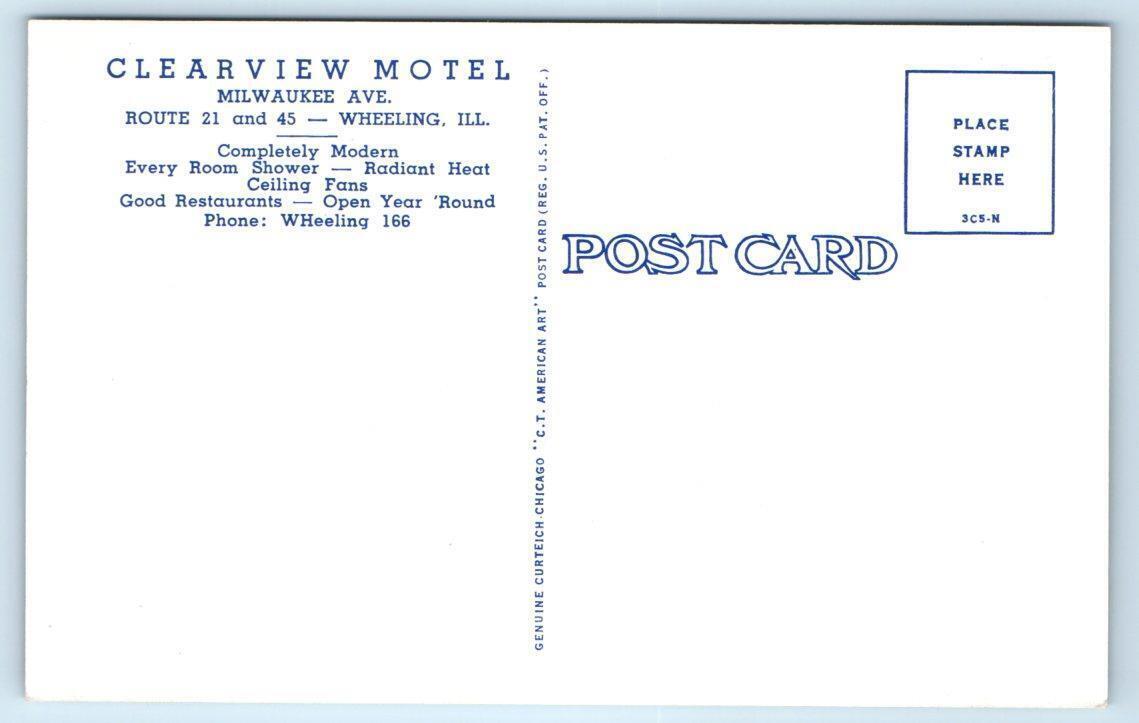 CLEARVIEW MOTEL
MILWAUKEE AVE.
ROUTE 21 and 45 — WHEELING, ILL.
Completely Modern
Every Room Shower — Radiant Heat
Ceiling Fans
Good Restaurants — Open Year 'Round
Phone: WHeeling 166
GENUINE CURTEICH-CHICAGO "C.T. AMERICAN ART" POST CARD (REG. U.S. PAT. OFF.)
POST CARD
PLACE
STAMP
HERE
3C5-N